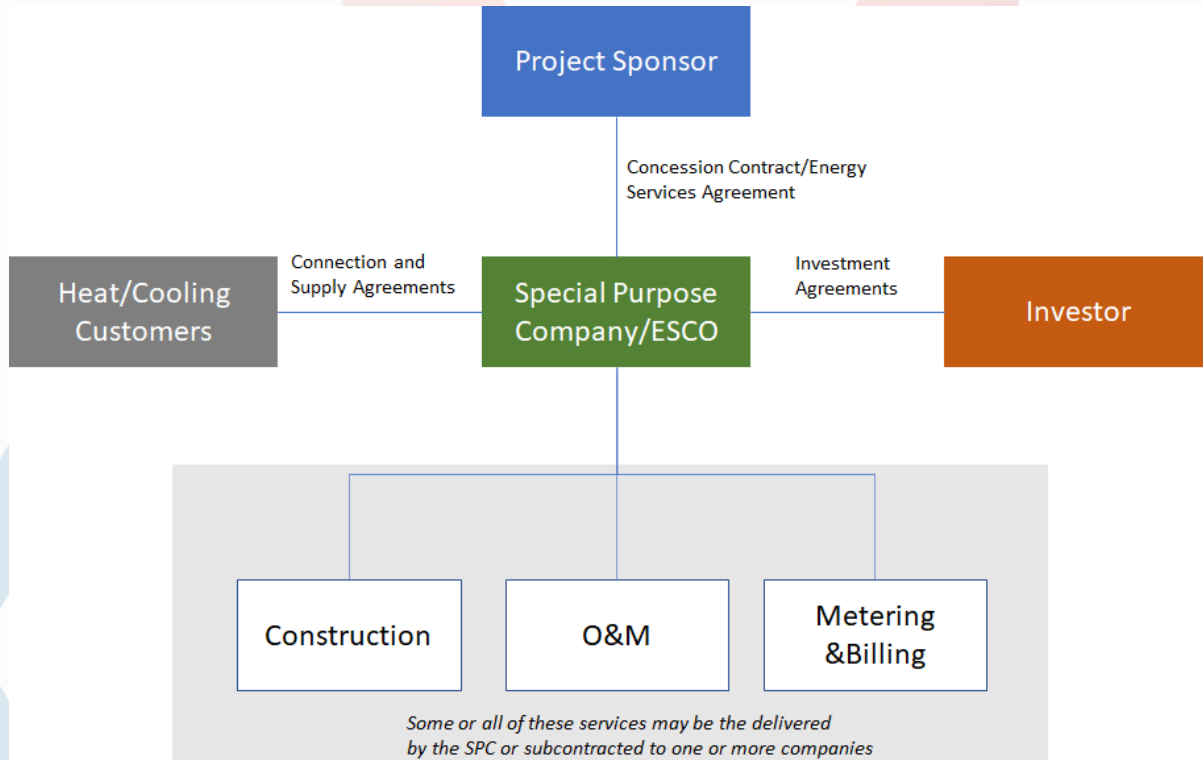 Project Sponsor
Concession Contract/Energy
Services Agreement
Heat/Cooling
Customers
Connection and
Supply Agreements
Special Purpose
Company/ESCO
Investment
Agreements
Investor
Construction
O&M
Metering
&Billing
Some or all of these services may be the delivered
by the SPC or subcontracted to one or more companies